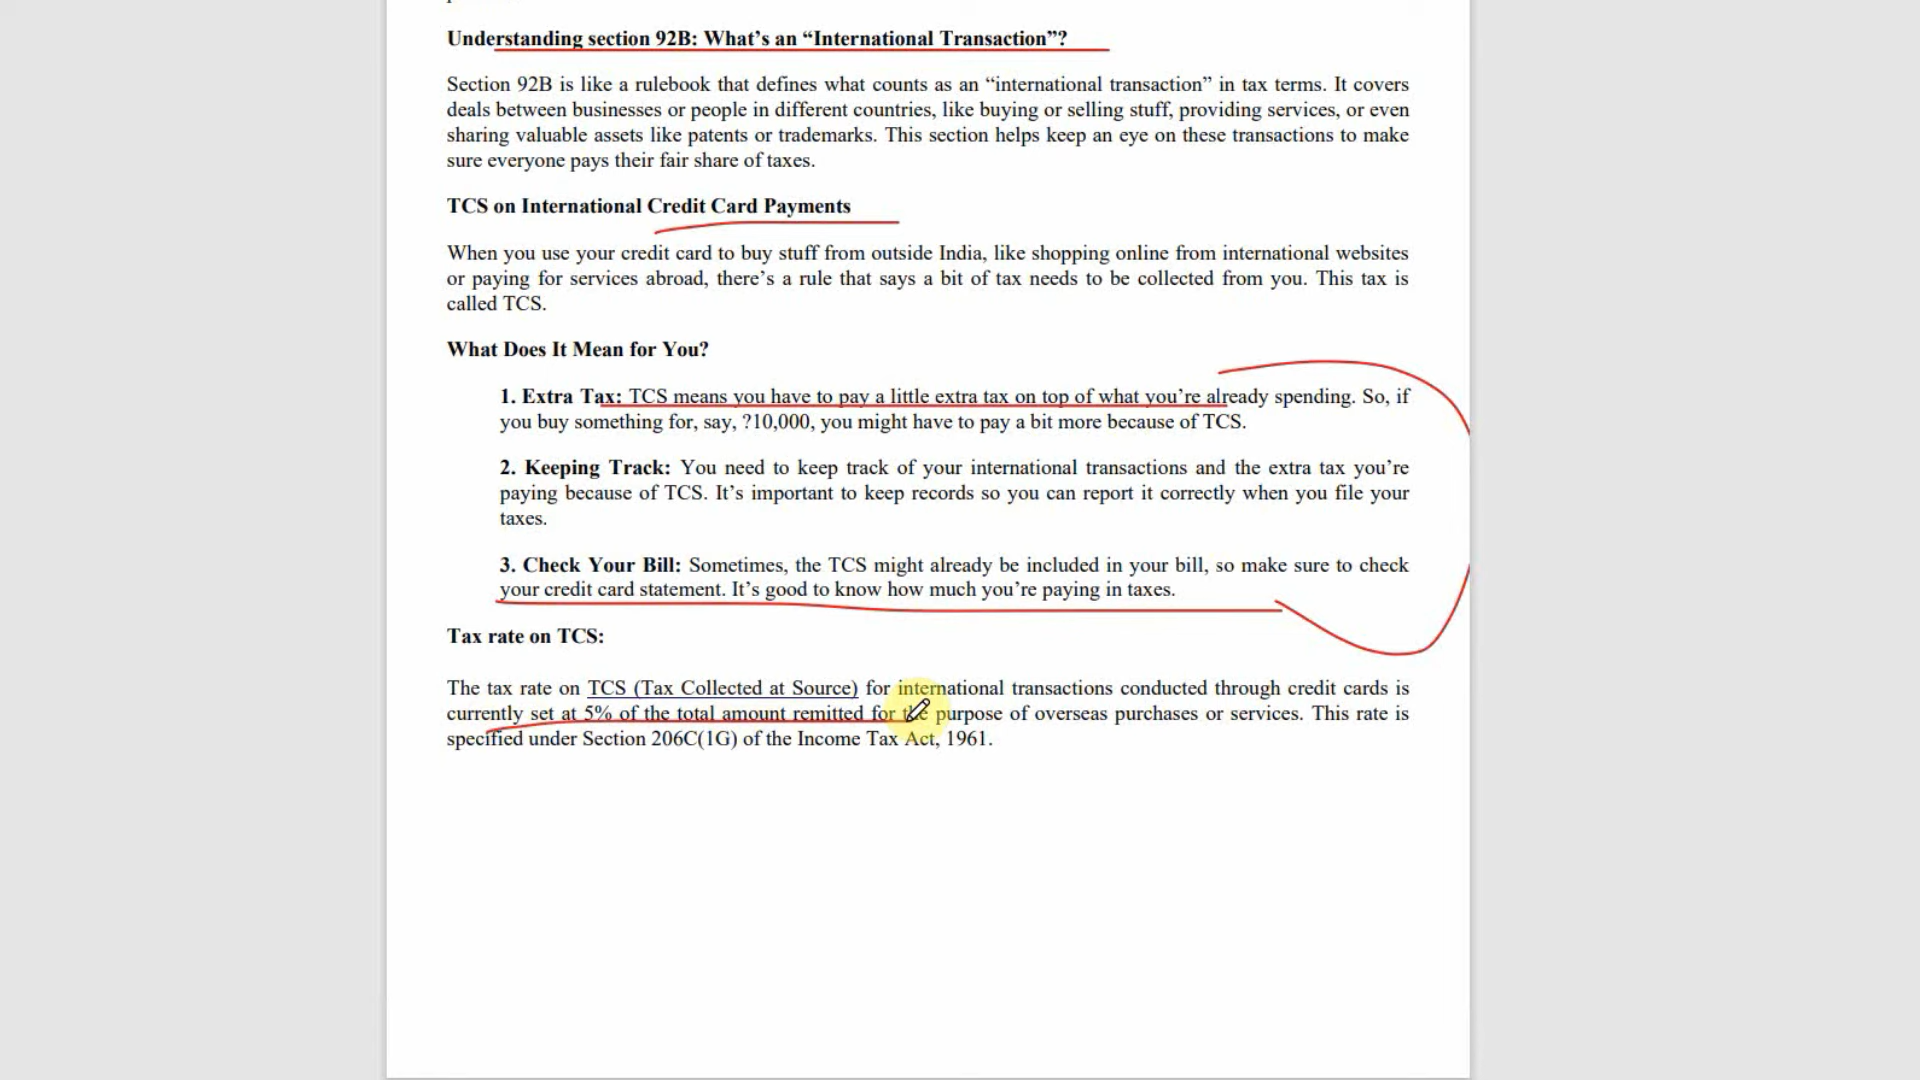 Understanding section 92B: What’s an “International Transaction”?
Section 92B is like a rulebook that defines what counts as an “international transaction” in tax terms. It covers
deals between businesses or people in different countries, like buying or selling stuff, providing services, or even
sharing valuable assets like patents or trademarks. This section helps keep an eye on these transactions to make
sure everyone pays their fair share of taxes.
TCS on International Credit Card Payments
When you use your credit card to buy stuff from outside India, like shopping online from international websites
or paying for services abroad, there’s a rule that says a bit of tax needs to be collected from you. This tax is
called TCS.
What Does It Mean for You?
1. Extra Tax: TCS means you have to pay a little extra tax on top of what you’re already spending. So, if
you buy something for, say, ?10,000, you might have to pay a bit more because of TCS.
2. Keeping Track: You need to keep track of your international transactions and the extra tax you’re
paying because of TCS. It’s important to keep records so you can report it correctly when you file your
taxes.
3. Check Your Bill: Sometimes, the TCS might already be included in your bill, so make sure to check
your credit card statement. It’s good to know how much you’re paying in taxes.
Tax rate on TCS:
The tax rate on TCS (Tax Collected at Source) for international transactions conducted through credit cards is
currently set at 5% of the total amount remitted for the purpose of overseas purchases or services. This rate is
specified under Section 206C(1G) of the Income Tax Act, 1961.